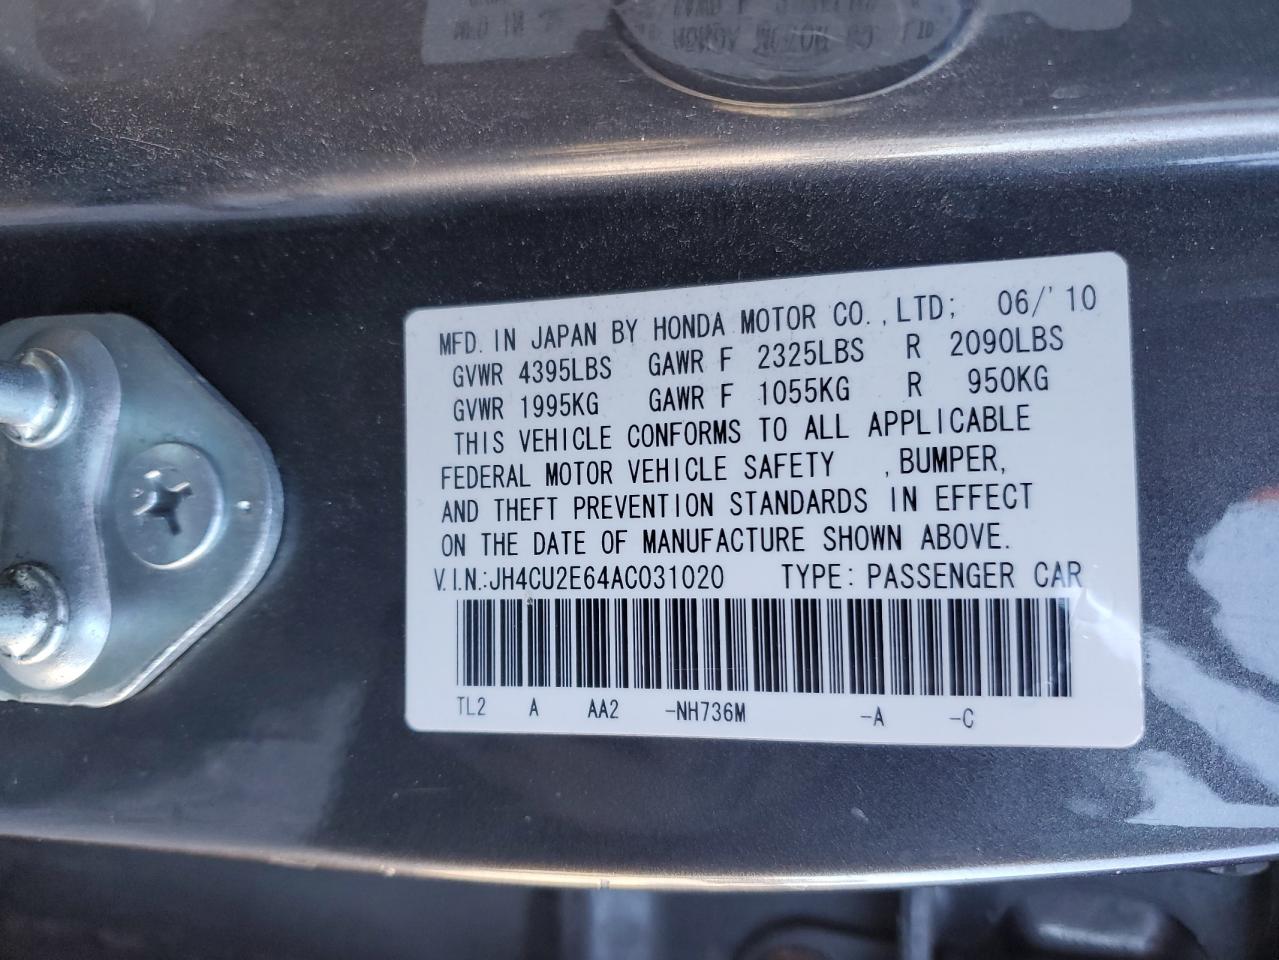 MFD. IN JAPAN BY HONDA MOTOR CO.,LTD; 06/'10
GVWR 4395LBS GAWR F 2325LBS R 2090LBS
GVWR 1995KG GAWR F 1055KG R 950KG
THIS VEHICLE CONFORMS TO ALL APPLICABLE
FEDERAL MOTOR VEHICLE SAFETY ,BUMPER,
AND THEFT PREVENTION STANDARDS IN EFFECT
ON THE DATE OF MANUFACTURE SHOWN ABOVE.
V.I.N.:JH4CU2E64AC031020 TYPE: PASSENGER CAR
TL2 A AA2 -NH736M -A -C